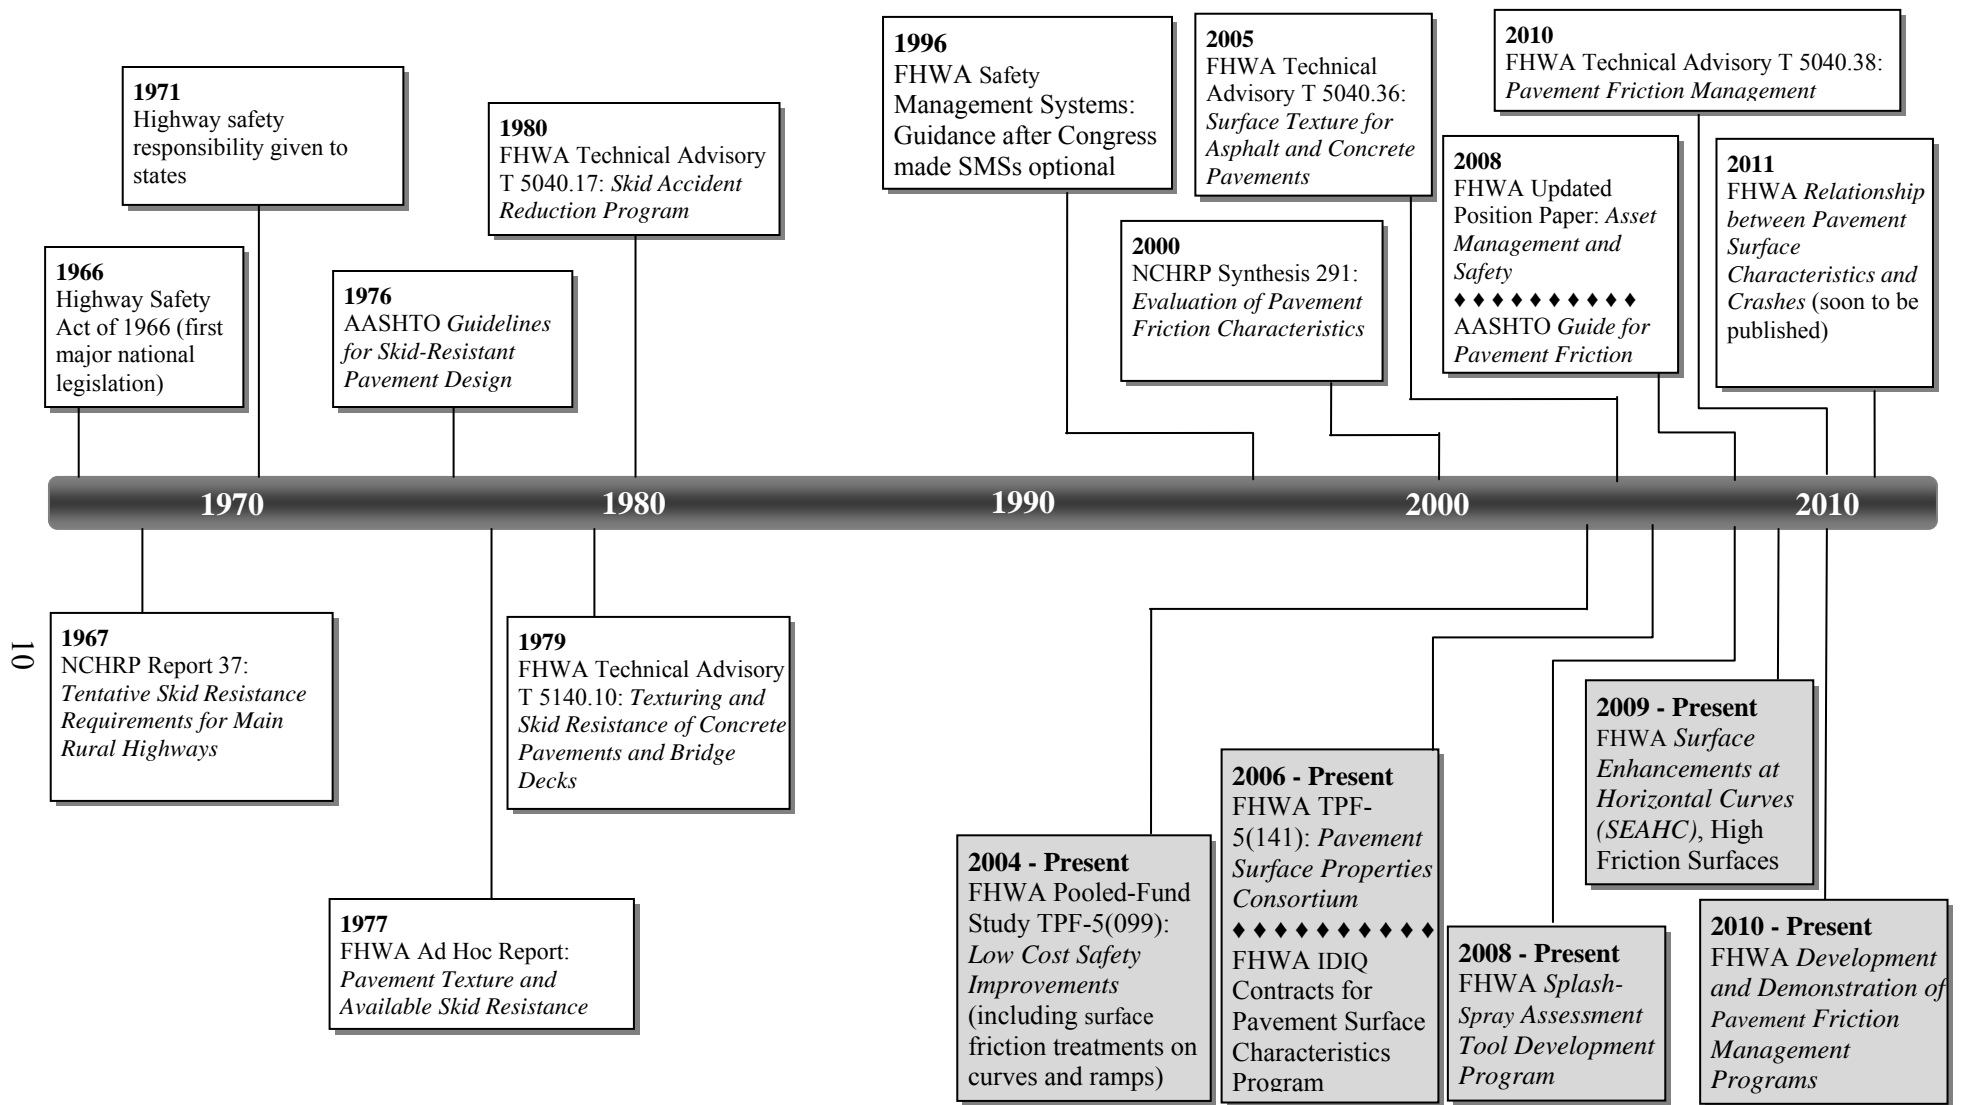 1971
Highway safety
responsibility given to
states
1980
FHWA Technical Advisory
T 5040.17: Skid Accident
Reduction Program
1996
FHWA Safety
Management Systems:
Guidance after Congress
made SMSs optional
2005
FHWA Technical
Advisory T 5040.36:
Surface Texture for
Asphalt and Concrete
Pavements
2010
FHWA Technical Advisory T 5040.38:
Pavement Friction Management
1966
Highway Safety
Act of 1966 (first
major national
legislation)
1976
AASHTO Guidelines
for Skid-Resistant
Pavement Design
2000
NCHRP Synthesis 291:
Evaluation of Pavement
Friction Characteristics
2008
FHWA Updated
Position Paper: Asset
Management and
Safety
♦ ♦ ♦ ♦ ♦ ♦ ♦ ♦ ♦ ♦
AASHTO Guide for
Pavement Friction
2011
FHWA Relationship
between Pavement
Surface
Characteristics and
Crashes (soon to be
published)
1970 1980 1990 2000 2010
10
1967
NCHRP Report 37:
Tentative Skid Resistance
Requirements for Main
Rural Highways
1977
FHWA Ad Hoc Report:
Pavement Texture and
Available Skid Resistance
1979
FHWA Technical Advisory
T 5140.10: Texturing and
Skid Resistance of Concrete
Pavements and Bridge
Decks
2004 - Present
FHWA Pooled-Fund
Study TPF-5(099):
Low Cost Safety
Improvements
(including surface
friction treatments on
curves and ramps)
2006 - Present
FHWA TPF-
5(141): Pavement
Surface Properties
Consortium
♦ ♦ ♦ ♦ ♦ ♦ ♦ ♦ ♦ ♦
FHWA IDIQ
Contracts for
Pavement Surface
Characteristics
Program
2008 - Present
FHWA Splash-
Spray Assessment
Tool Development
Program
2009 - Present
FHWA Surface
Enhancements at
Horizontal Curves
(SEAHC), High
Friction Surfaces
2010 - Present
FHWA Development
and Demonstration of
Pavement Friction
Management
Programs